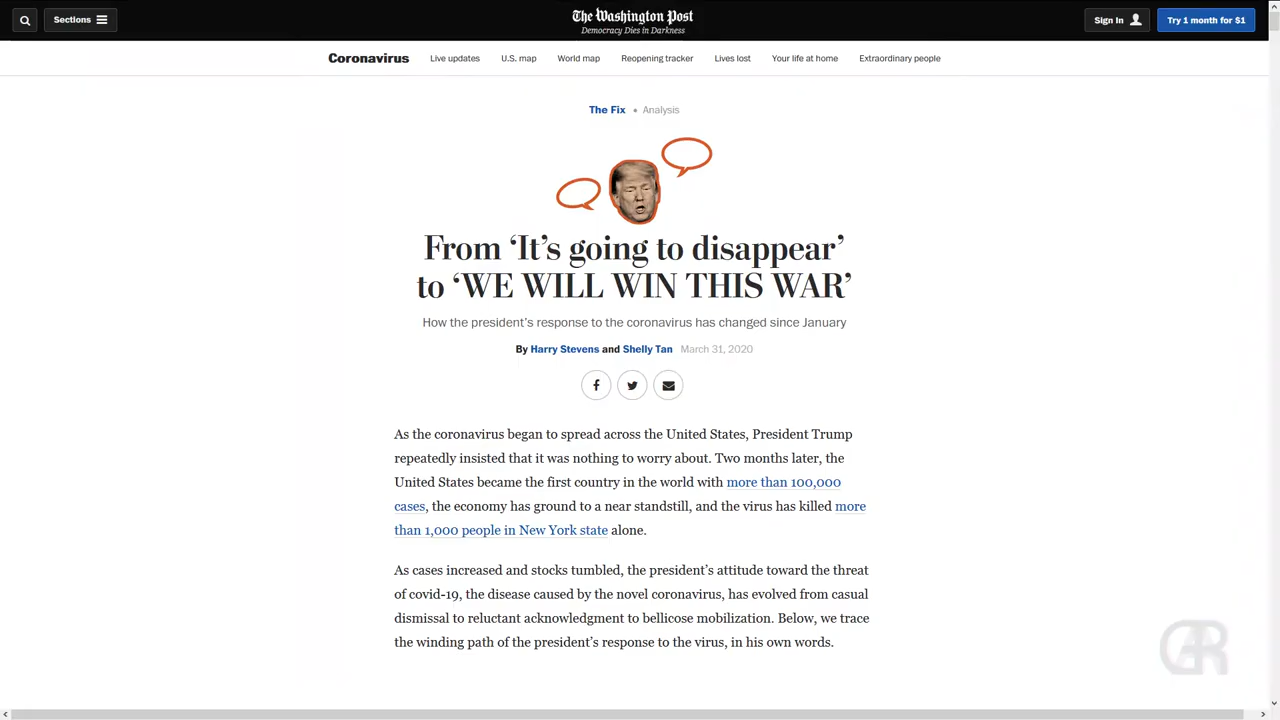 Sections
The Washington Post
Democracy Dies in Darkness
Sign In
Try 1 month for $1
Coronavirus
Live updates
U.S. map
World map
Reopening tracker
Lives lost
Your life at home
Extraordinary people
The Fix • Analysis
From ‘It’s going to disappear’
to ‘WE WILL WIN THIS WAR’
How the president’s response to the coronavirus has changed since January
By Harry Stevens and Shelly Tan March 31, 2020
As the coronavirus began to spread across the United States, President Trump
repeatedly insisted that it was nothing to worry about. Two months later, the
United States became the first country in the world with more than 100,000
cases, the economy has ground to a near standstill, and the virus has killed more
than 1,000 people in New York state alone.
As cases increased and stocks tumbled, the president’s attitude toward the threat
of covid-19, the disease caused by the novel coronavirus, has evolved from casual
dismissal to reluctant acknowledgment to bellicose mobilization. Below, we trace
the winding path of the president’s response to the virus, in his own words.